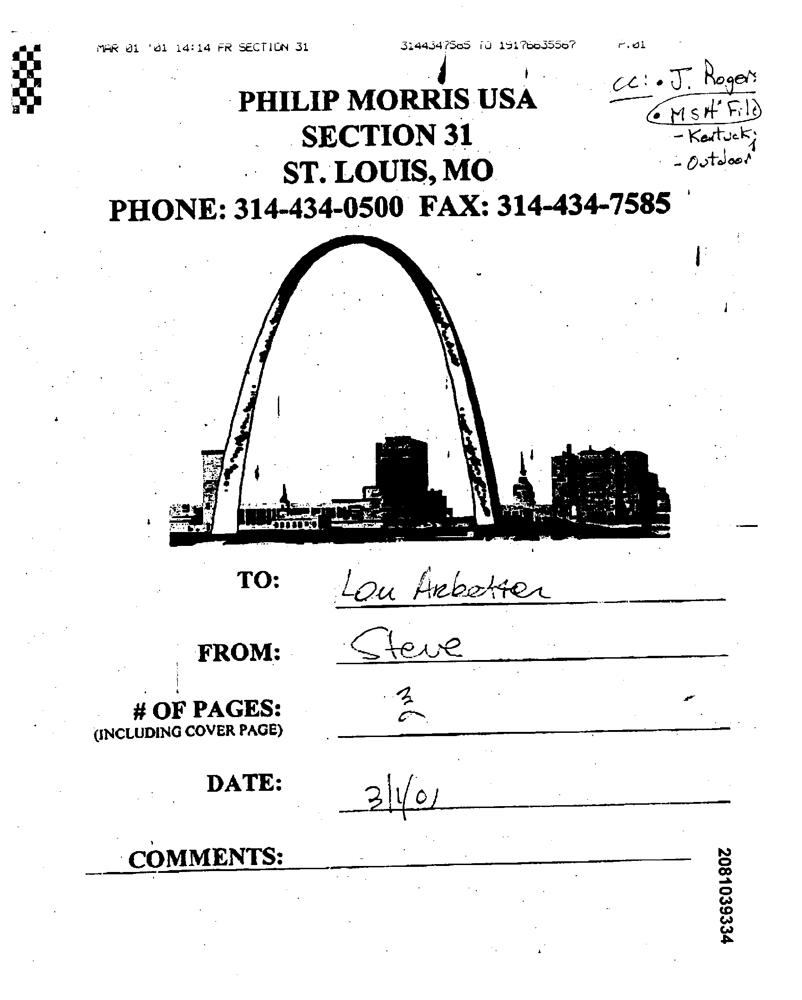 MAR 01 '01 14:14 FR SECTION 31 3144347585 TO 19176635567 P.01
cc: • J. Rogers
• MSA File
- Kentucky
- Outdoor
PHILIP MORRIS USA
SECTION 31
ST. LOUIS, MO
PHONE: 314-434-0500 FAX: 314-434-7585
TO: Lou Arbetter
FROM: Steve
# OF PAGES: 3
(INCLUDING COVER PAGE)
DATE: 3/1/01
COMMENTS:
2081039334